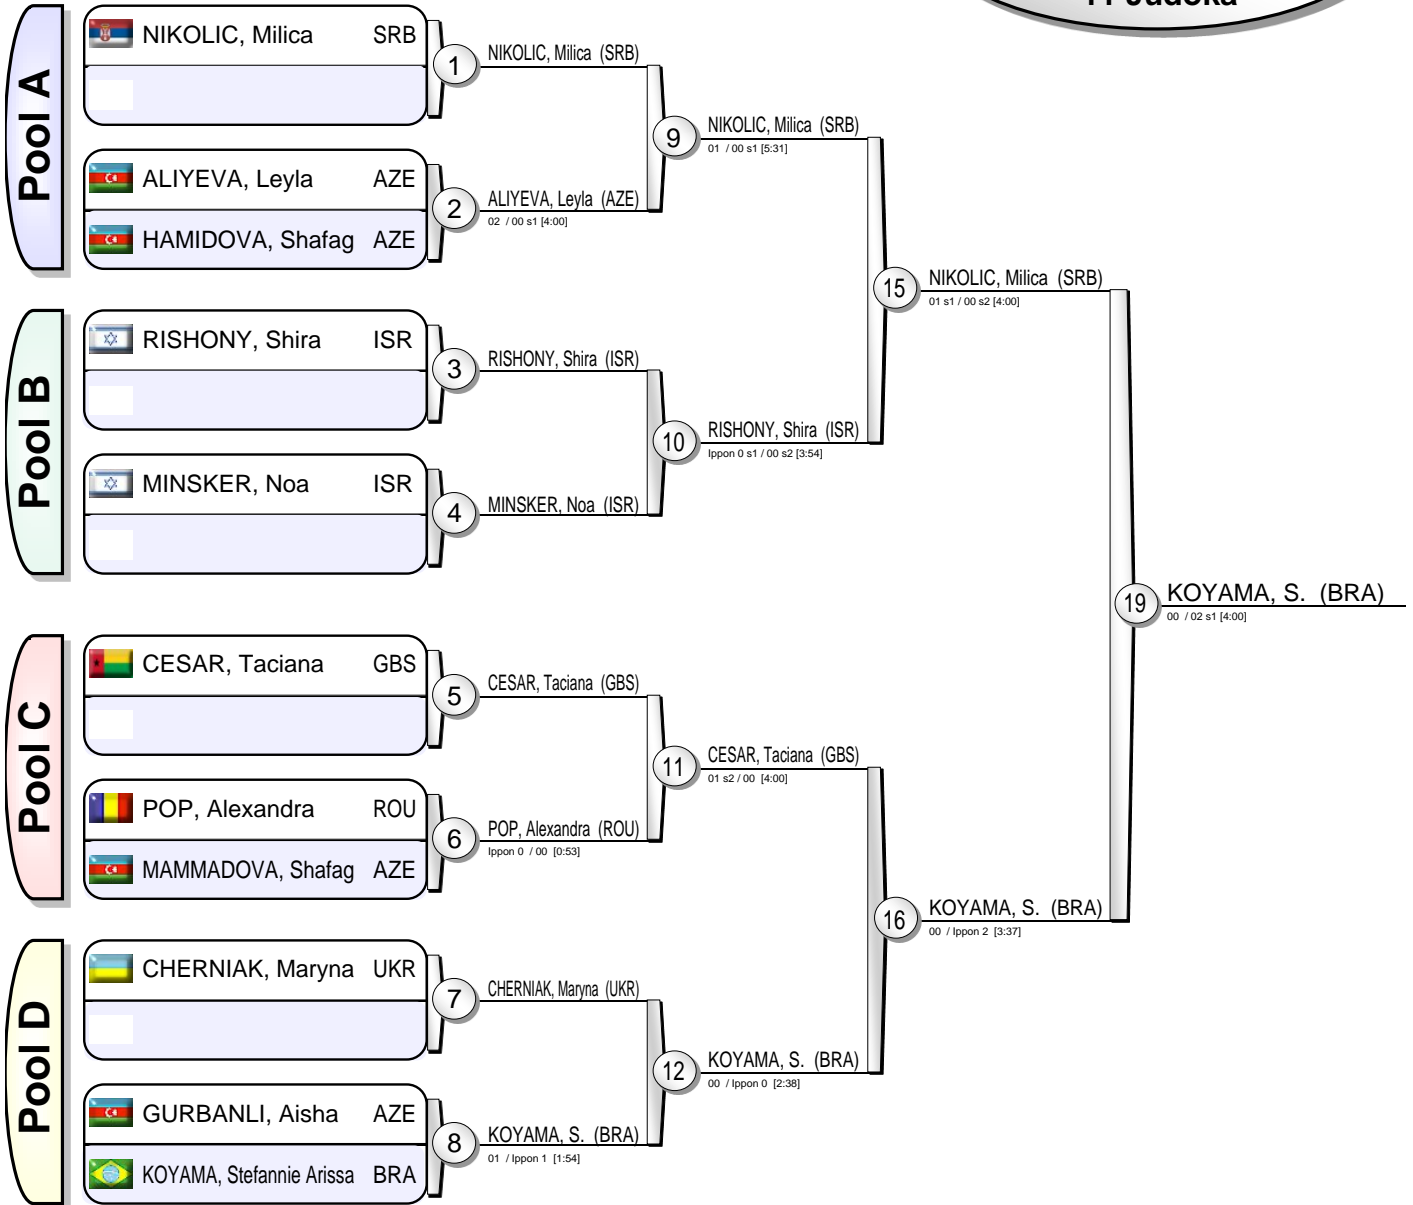 11 Judoka
Pool A
NIKOLIC, Milica SRB
ALIYEVA, Leyla AZE
HAMIDOVA, Shafag AZE
Pool B
RISHONY, Shira ISR
MINSKER, Noa ISR
Pool C
CESAR, Taciana GBS
POP, Alexandra ROU
MAMMADOVA, Shafag AZE
Pool D
CHERNIAK, Maryna UKR
GURBANLI, Aisha AZE
KOYAMA, Stefannie Arissa BRA
1
NIKOLIC, Milica (SRB)
2
ALIYEVA, Leyla (AZE)
02 / 00 s1 [4:00]
3
RISHONY, Shira (ISR)
4
MINSKER, Noa (ISR)
5
CESAR, Taciana (GBS)
6
POP, Alexandra (ROU)
Ippon 0 / 00 [0:53]
7
CHERNIAK, Maryna (UKR)
8
KOYAMA, S. (BRA)
01 / Ippon 1 [1:54]
9
NIKOLIC, Milica (SRB)
01 / 00 s1 [5:31]
10
RISHONY, Shira (ISR)
Ippon 0 s1 / 00 s2 [3:54]
11
CESAR, Taciana (GBS)
01 s2 / 00 [4:00]
12
KOYAMA, S. (BRA)
00 / Ippon 0 [2:38]
15
NIKOLIC, Milica (SRB)
01 s1 / 00 s2 [4:00]
16
KOYAMA, S. (BRA)
00 / Ippon 2 [3:37]
19
KOYAMA, S. (BRA)
00 / 02 s1 [4:00]